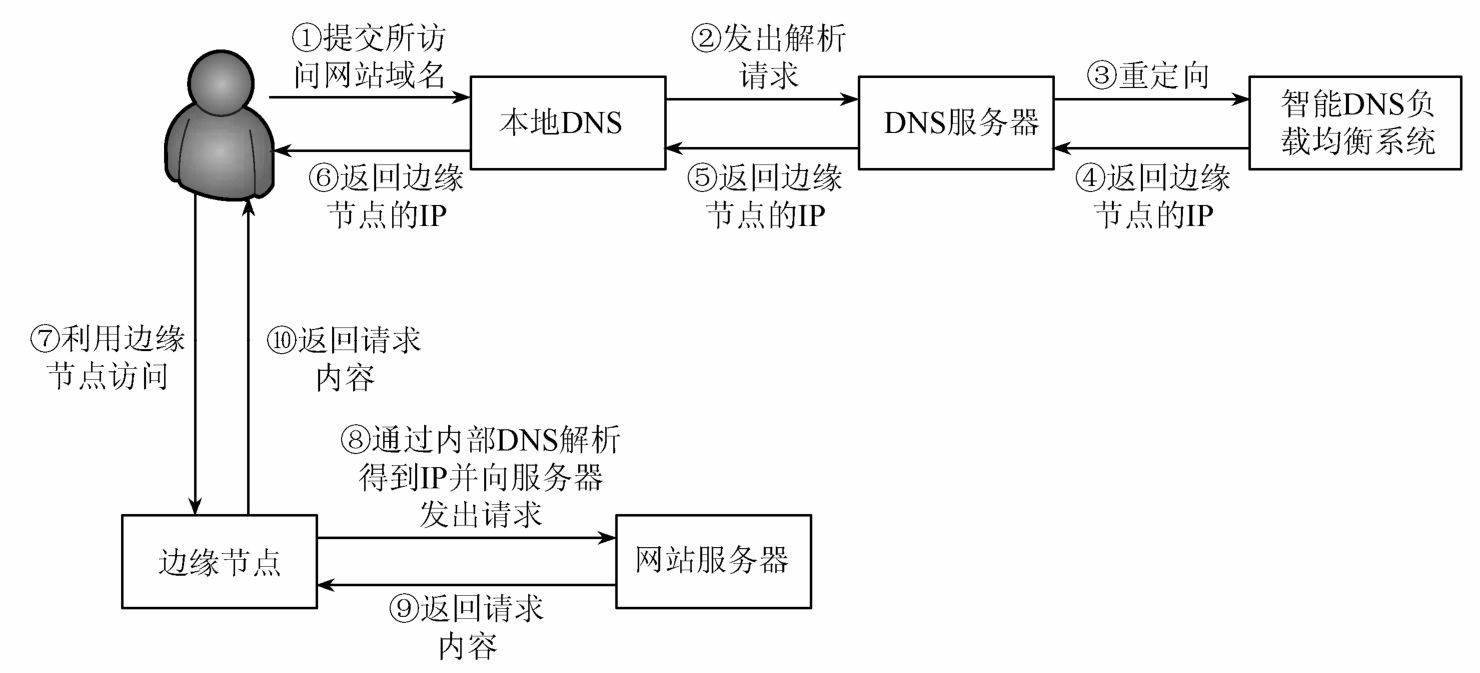 ①提交所访
问网站域名
②发出解析
请求
③重定向
本地DNS
DNS服务器
智能DNS负
载均衡系统
⑥返回边缘
节点的IP
⑤返回边缘
节点的IP
④返回边缘
节点的IP
⑦利用边缘
节点访问
⑩返回请求
内容
⑧通过内部DNS解析
得到IP并向服务器
发出请求
边缘节点
网站服务器
⑨返回请求
内容